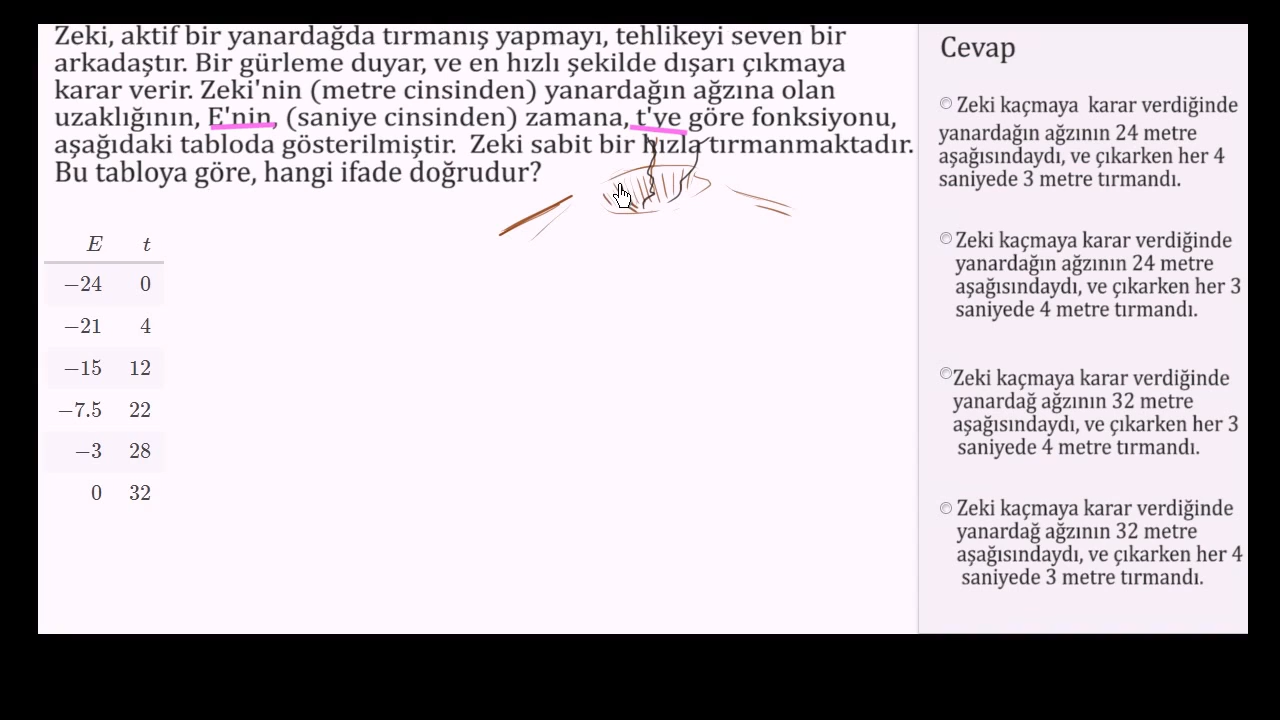 Zeki, aktif bir yanardağda tırmanış yapmayı, tehlikeyi seven bir
arkadaştır. Bir gürleme duyar, ve en hızlı şekilde dışarı çıkmaya
karar verir. Zeki'nin (metre cinsinden) yanardağın ağzına olan
uzaklığının, E'nin, (saniye cinsinden) zamana, t'ye göre fonksiyonu,
aşağıdaki tabloda gösterilmiştir. Zeki sabit bir hızla tırmanmaktadır.
Bu tabloya göre, hangi ifade doğrudur?
E t
−24 0
−21 4
−15 12
−7.5 22
−3 28
0 32
Cevap
Zeki kaçmaya karar verdiğinde
yanardağın ağzının 24 metre
aşağısındaydı, ve çıkarken her 4
saniyede 3 metre tırmandı.
Zeki kaçmaya karar verdiğinde
yanardağın ağzının 24 metre
aşağısındaydı, ve çıkarken her 3
saniyede 4 metre tırmandı.
Zeki kaçmaya karar verdiğinde
yanardağ ağzının 32 metre
aşağısındaydı, ve çıkarken her 3
saniyede 4 metre tırmandı.
Zeki kaçmaya karar verdiğinde
yanardağ ağzının 32 metre
aşağısındaydı, ve çıkarken her 4
saniyede 3 metre tırmandı.